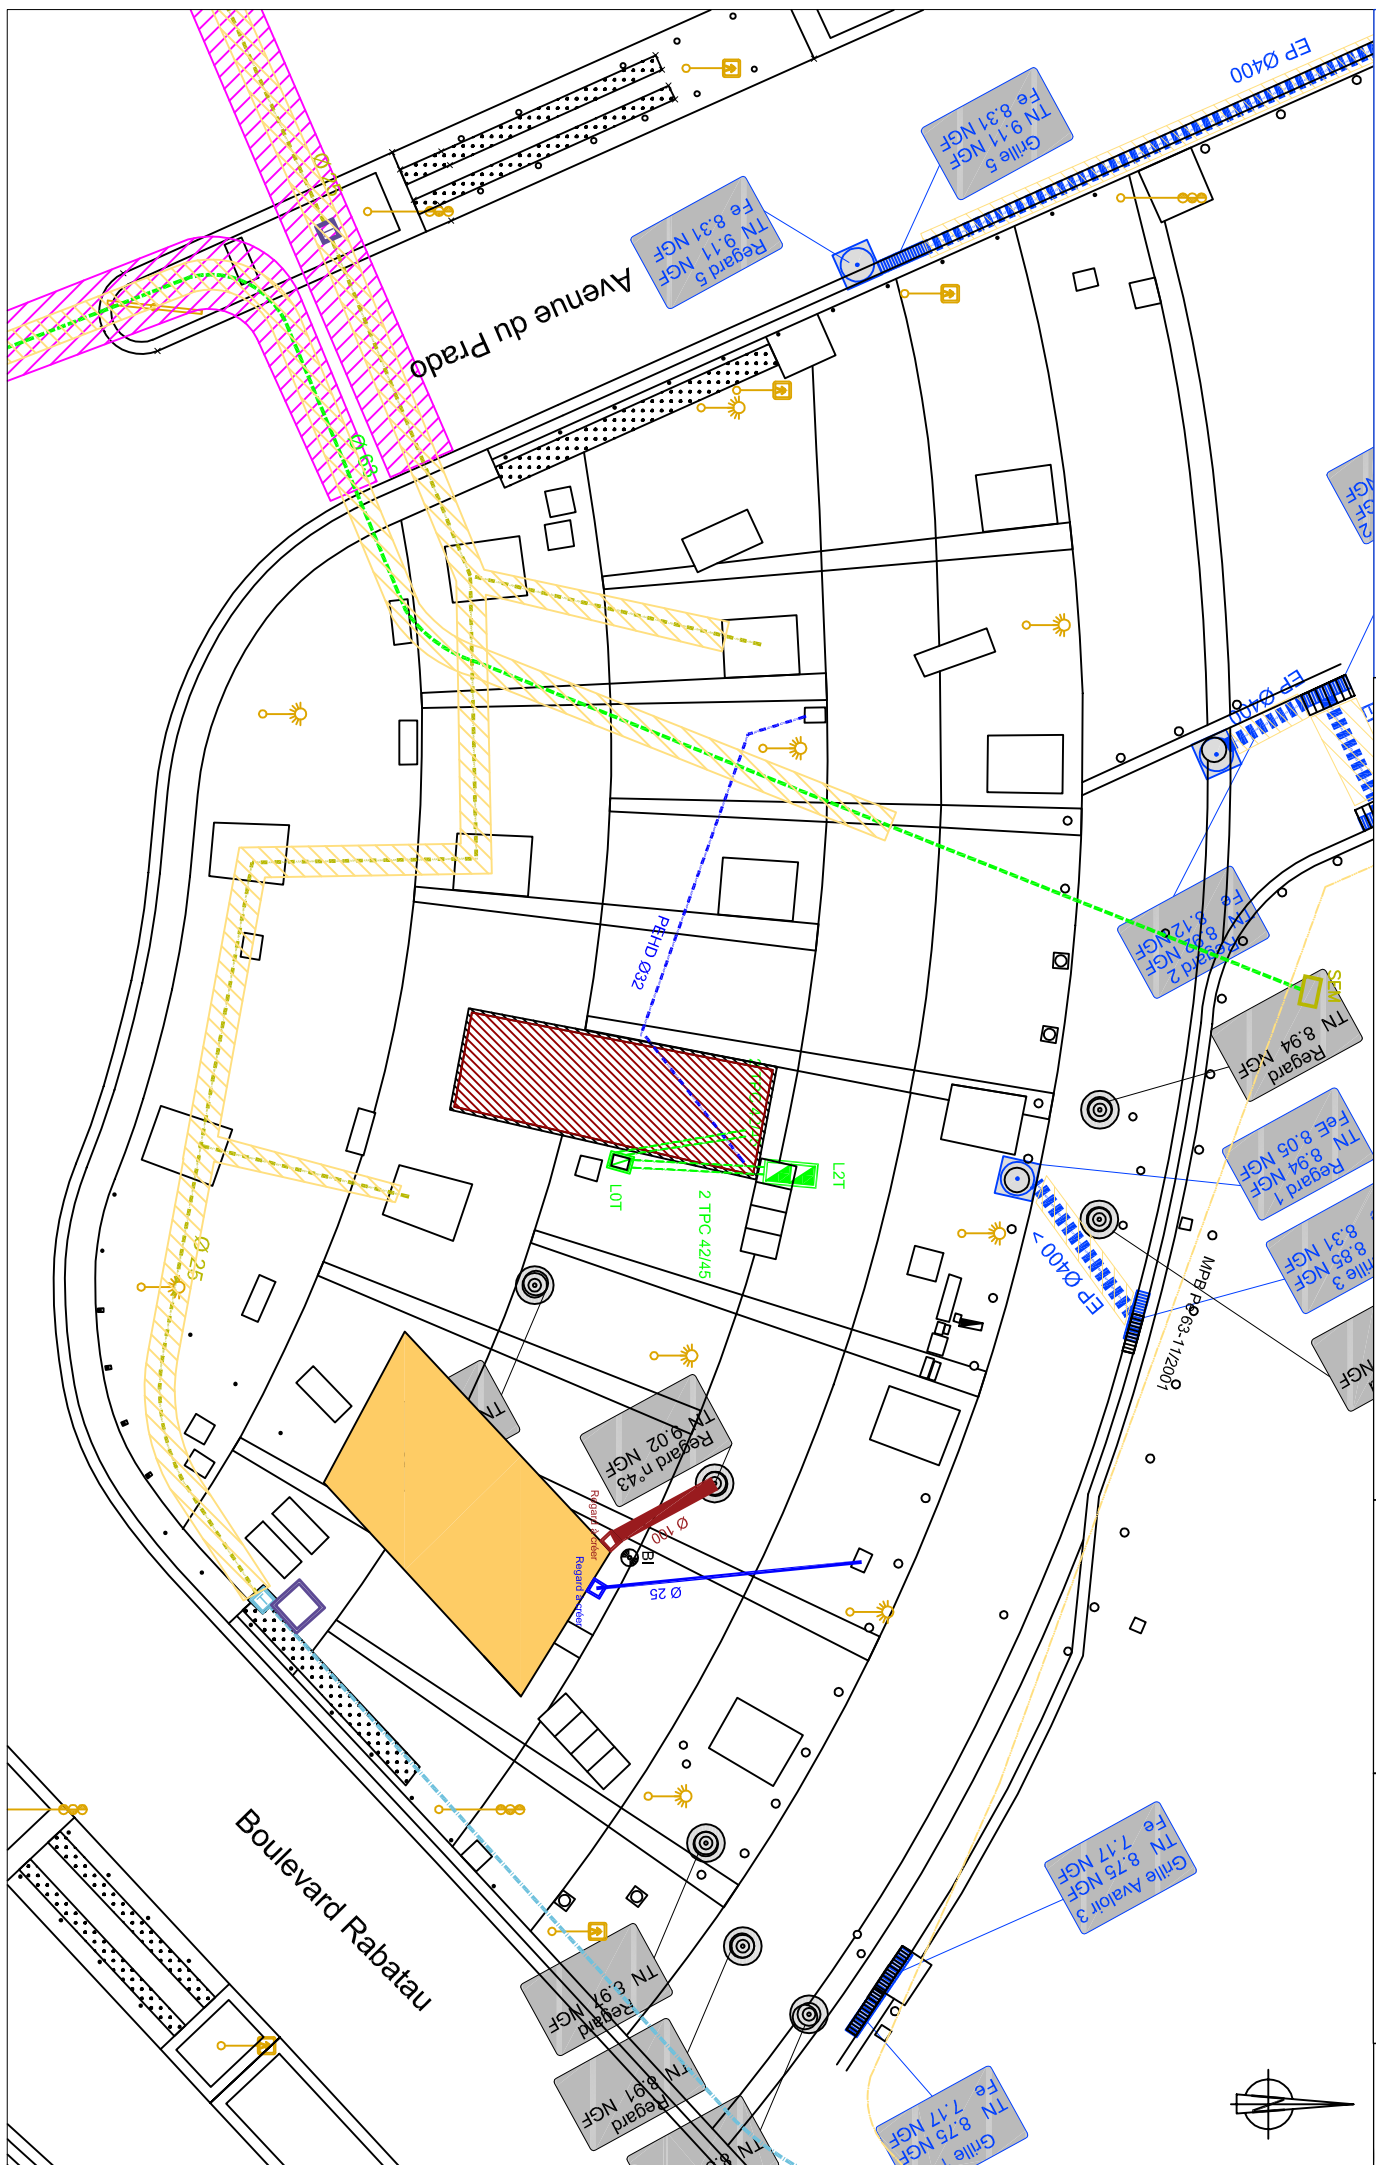 EP Ø400
Grille 5
TN 9.11 NGF
Fe 8.31 NGF
Regard 5
TN 9.11 NGF
Fe 8.31 NGF
Avenue du Prado
Ø 63
EP Ø400
PEHD Ø32
Regard 2
TN 8.92 NGF
Fe 8.12 NGF
SEM
Regard
TN 8.94 NGF
Regard 1
TN 8.94 NGF
FeE 8.05 NGF
L2T
L0T
2 TPC 42/45
Ø 25
EP Ø400 >
MPB Pe63-11/2001
8.85 NGF
8.31 NGF
TN
Regard n°43
TN 9.02 NGF
Regard à créer
Ø 100
BI
Regard à créer
Ø 25
Boulevard Rabatau
Grille Avaloir 3
TN 8.75 NGF
Fe 7.17 NGF
Regard
TN 8.97 NGF
Regard
TN 8.91 NGF
TN
Grille
TN 8.75 NGF
Fe 7.17 NGF